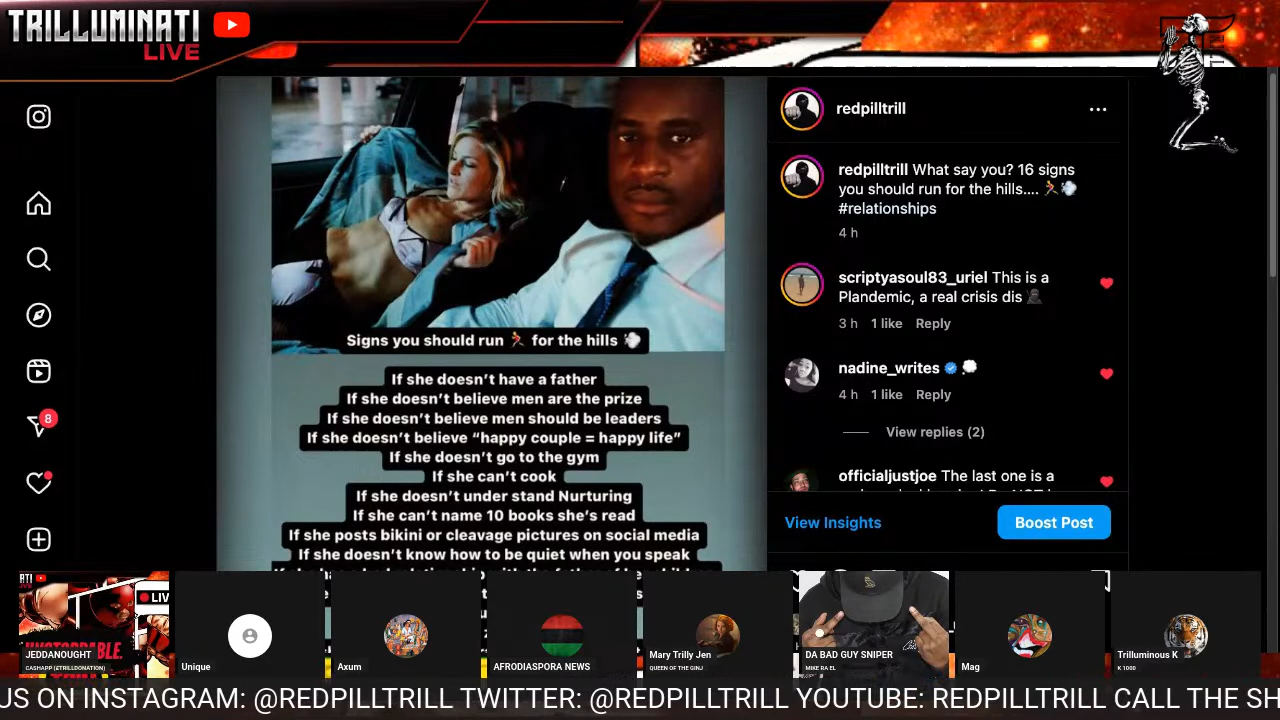 TRILLUMINATI
LIVE
redpilltrill
redpilltrill What say you? 16 signs
you should run for the hills.... 🏃💨
#relationships
4 h
scriptyasoul83_uriel This is a
Plandemic, a real crisis dis
3 h 1 like Reply
nadine_writes
4 h 1 like Reply
View replies (2)
officialjustjoe The last one is a
View Insights
Boost Post
8
Signs you should run 🏃 for the hills 💨
If she doesn’t have a father
If she doesn’t believe men are the prize
If she doesn’t believe men should be leaders
If she doesn’t believe “happy couple = happy life”
If she doesn’t go to the gym
If she can’t cook
If she doesn’t under stand Nurturing
If she can’t name 10 books she’s read
If she posts bikini or cleavage pictures on social media
If she doesn’t know how to be quiet when you speak
LIV
JEDDANOUGHT
CASHAPP (£TRILLDONATION)
Unique
Axum
AFRODIASPORA NEWS
Mary Trilly Jen
QUEEN OF THE GINJ
DA BAD GUY SNIPER
MIKE RA EL
Mag
Trilluminous K
K 1000
US ON INSTAGRAM: @REDPILLTRILL TWITTER: @REDPILLTRILL YOUTUBE: REDPILLTRILL CALL THE SH